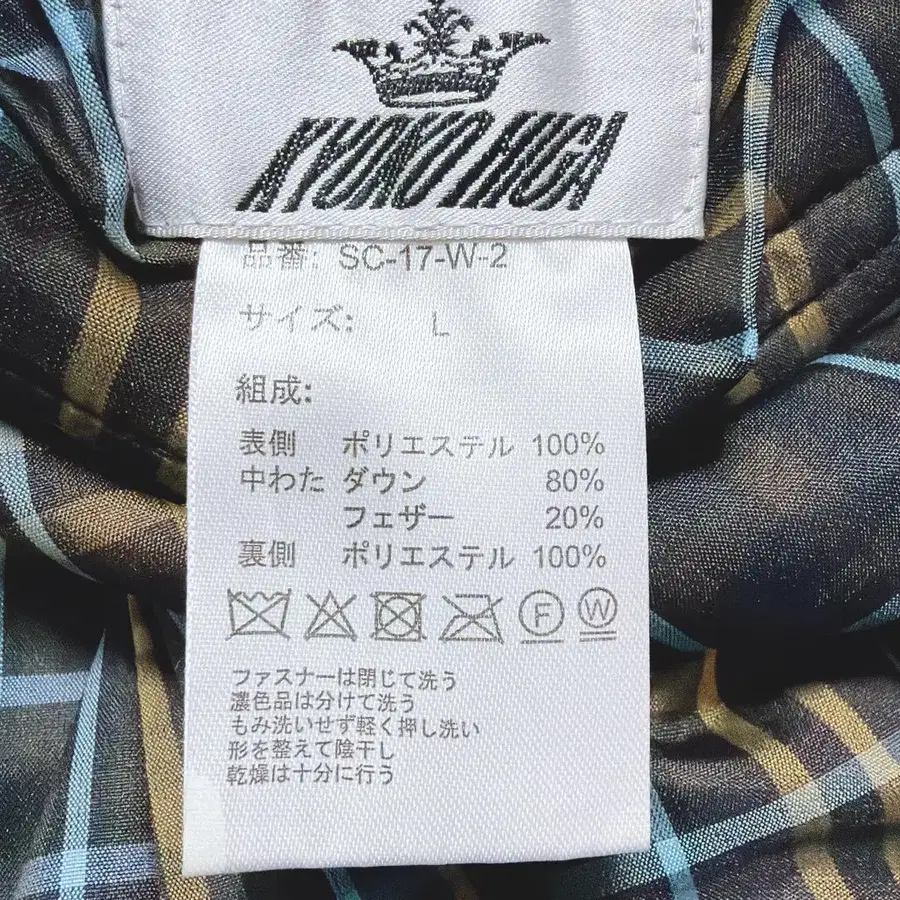 KYOKO HIGA
品番: SC-17-W-2
サイズ: L
組成:
表側 ポリエステル 100%
中わた ダウン 80%
フェザー 20%
裏側 ポリエステル 100%
F W
ファスナーは閉じて洗う
濃色品は分けて洗う
もみ洗いせず軽く押し洗い
形を整えて陰干し
乾燥は十分に行う